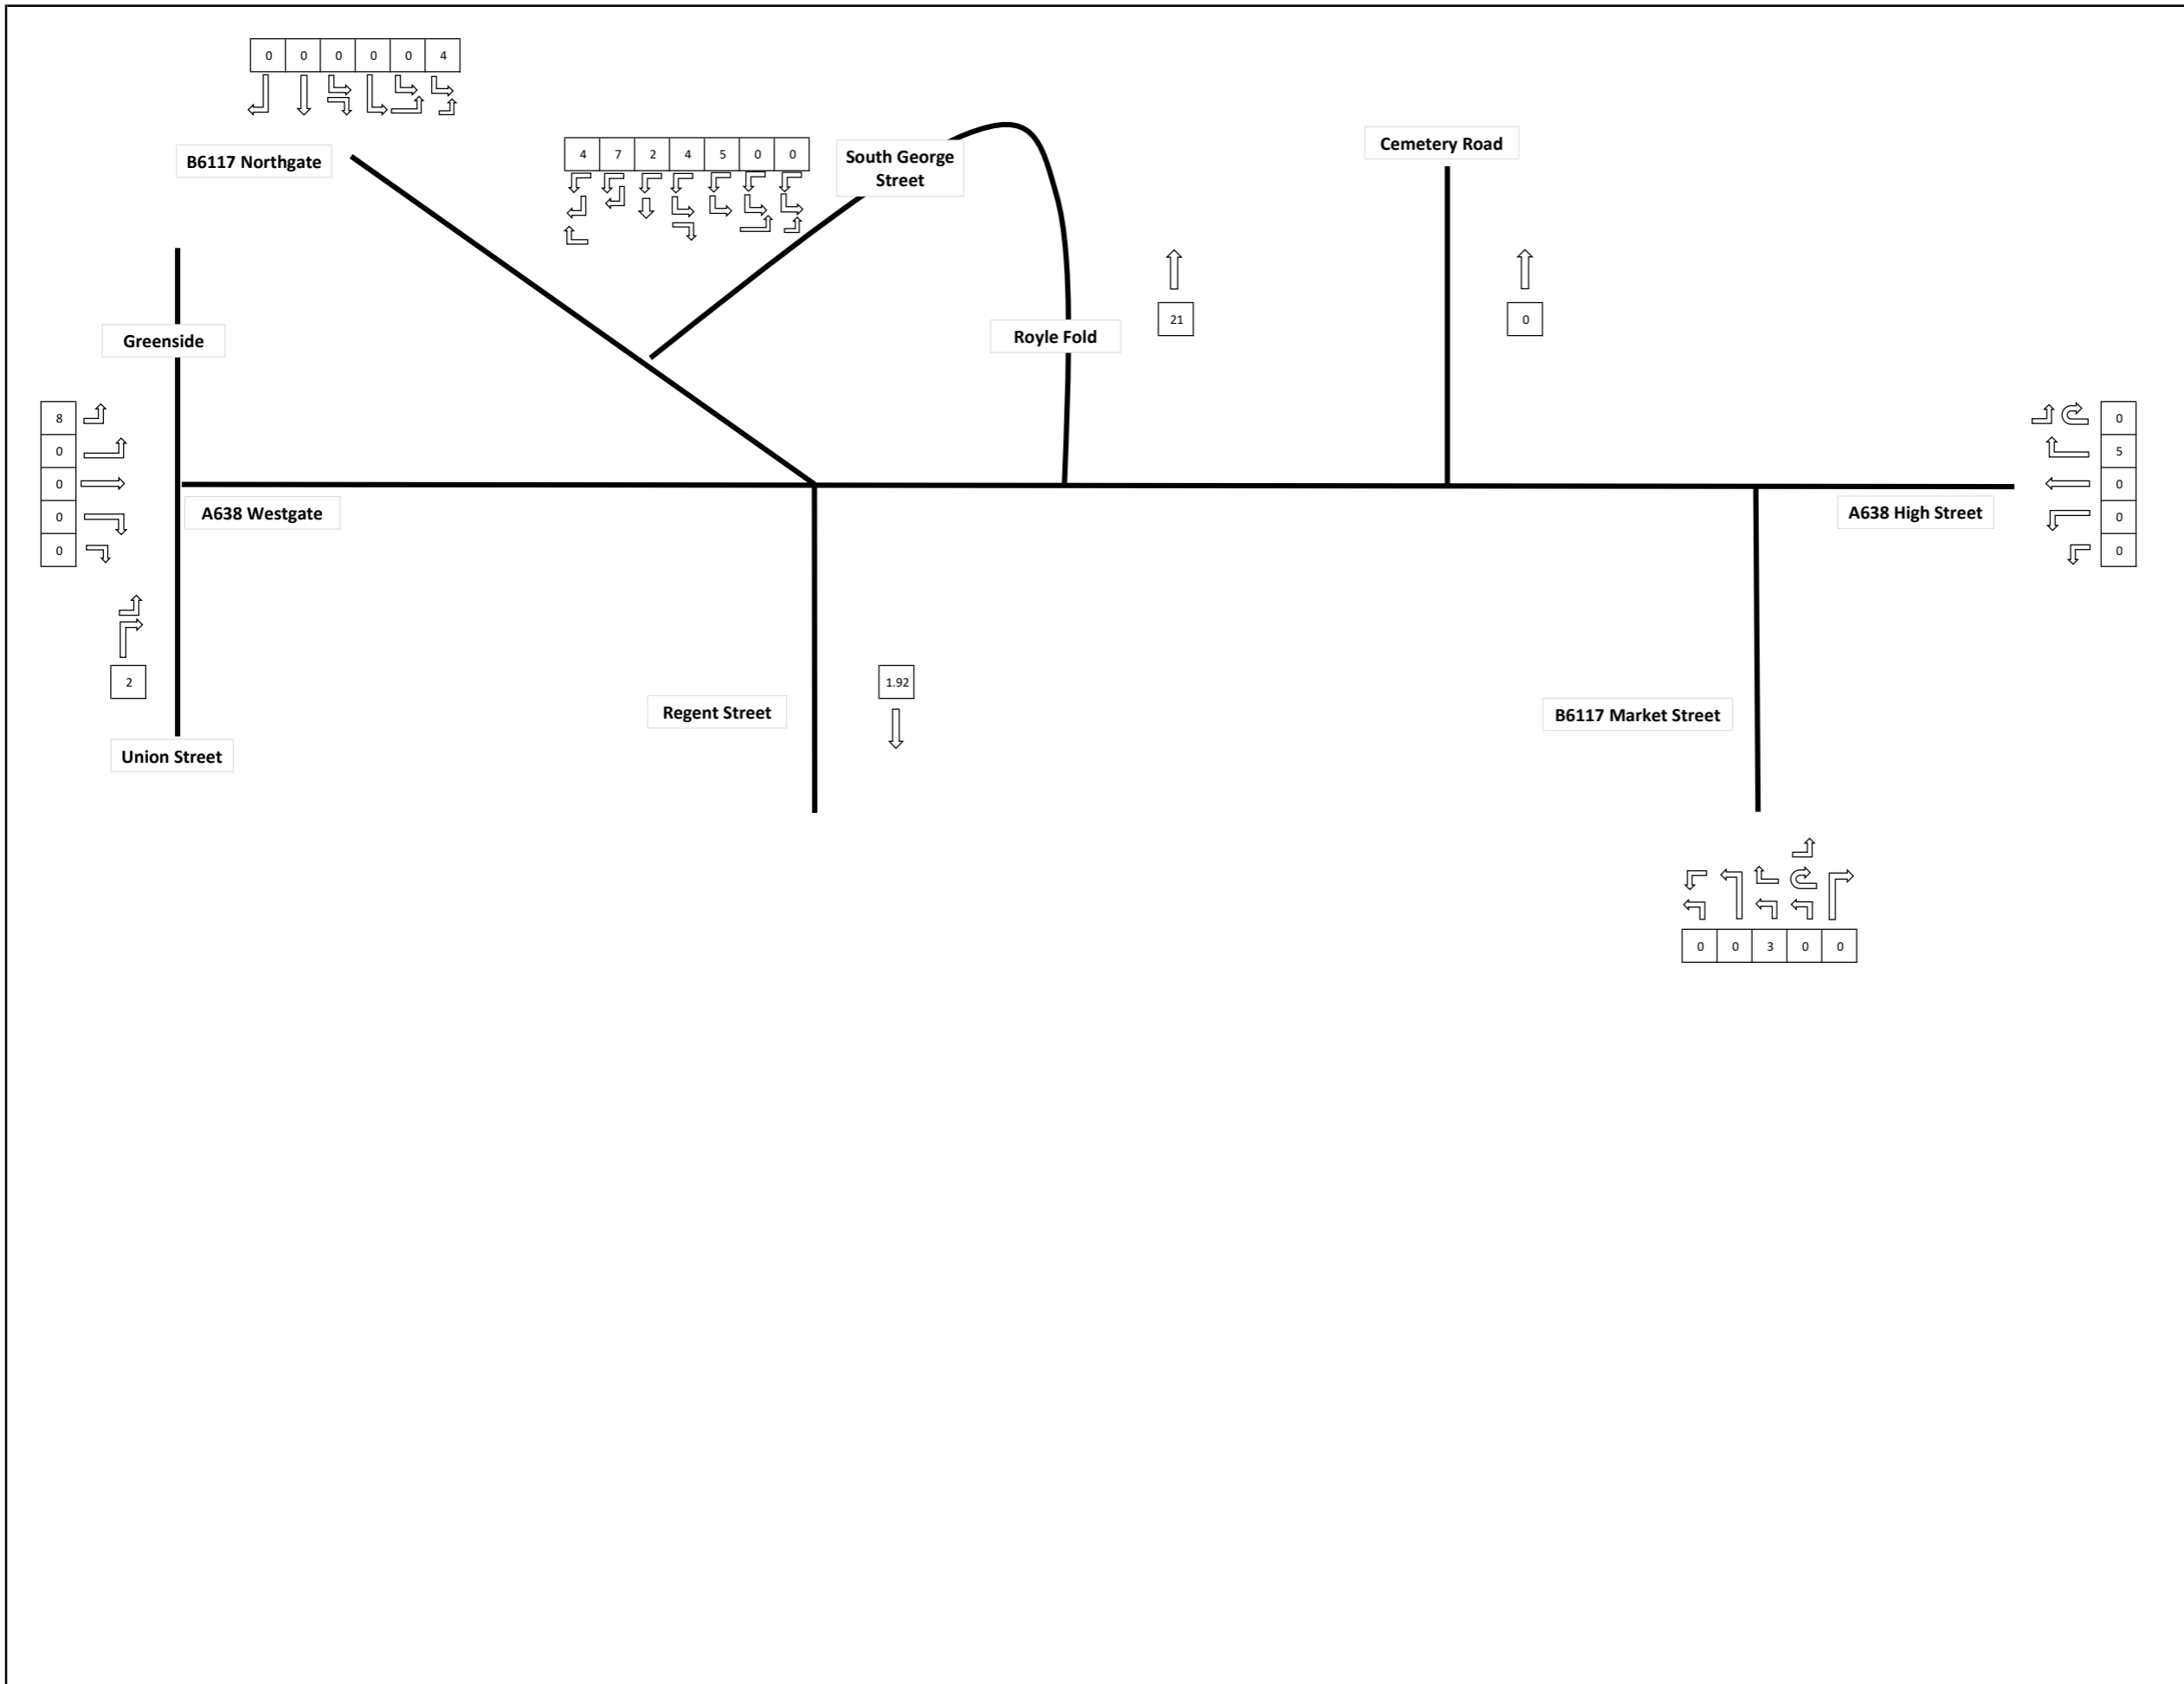 0 0 0 0 0 4
B6117 Northgate
4 7 2 4 5 0 0
South George
Street
Cemetery Road
Greenside
Royle Fold
21
0
8
0
0
0
0
A638 Westgate
A638 High Street
0
5
0
0
0
2
Union Street
Regent Street
1.92
B6117 Market Street
0 0 3 0 0